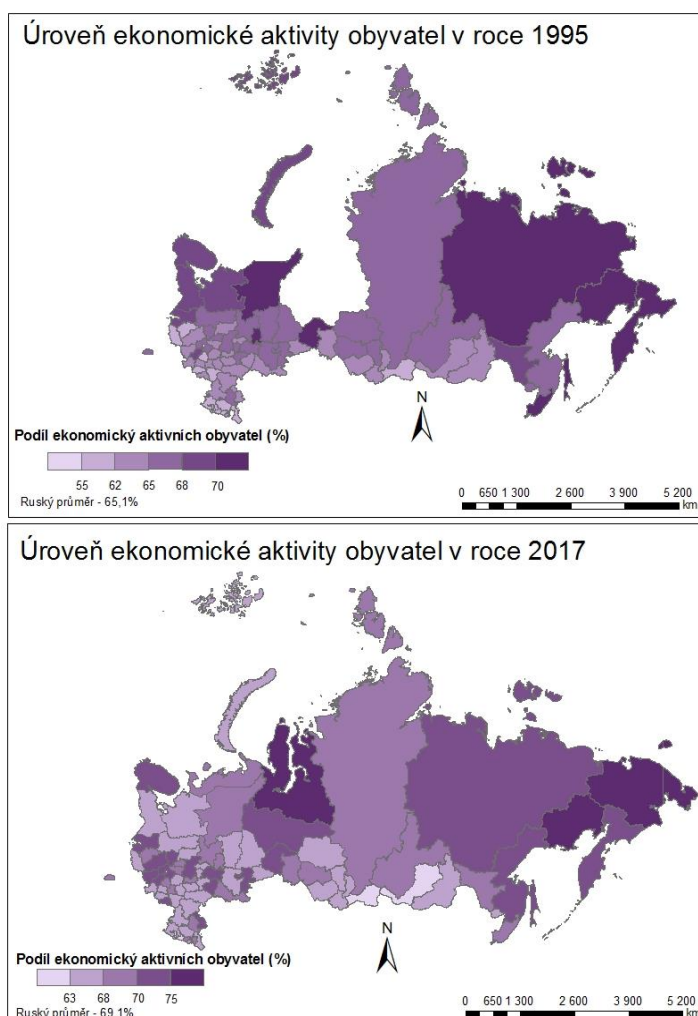 Úroveň ekonomické aktivity obyvatel v roce 1995
N
Podíl ekonomický aktivních obyvatel (%)
55 62 65 68 70
Ruský průměr - 65,1%
0 650 1 300 2 600 3 900 5 200
km
Úroveň ekonomické aktivity obyvatel v roce 2017
N
Podíl ekonomický aktivních obyvatel (%)
63 68 70 75
Ruský průměr - 69,1%
0 650 1 300 2 600 3 900 5 200
km